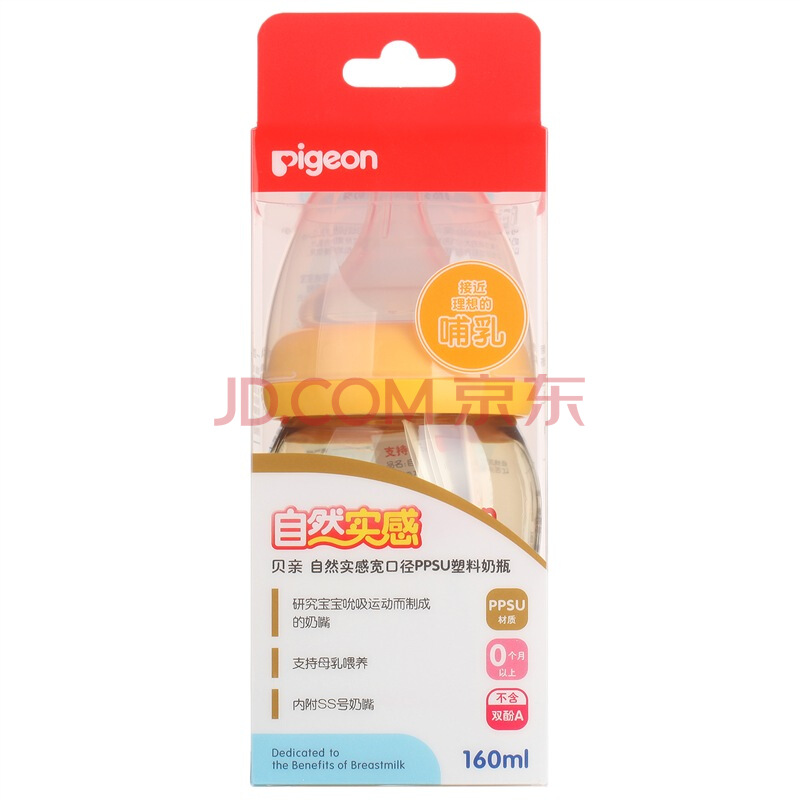 Pigeon
接近
理想的
哺乳
JD.COM 京东
支持
自然实感
贝亲 自然实感宽口径PPSU塑料奶瓶
研究宝宝吮吸运动而制成
的奶嘴
PPSU
材质
支持母乳喂养
0个月
以上
内附SS号奶嘴
不含
双酚A
Dedicated to
the Benefits of Breastmilk
160ml